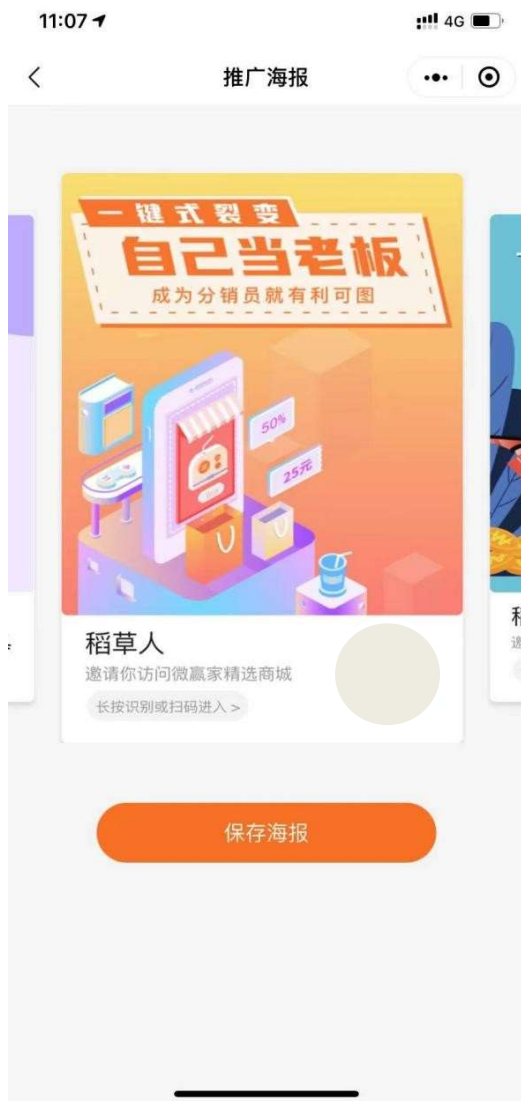 11:07
4G
推广海报
一键式裂变
自己当老板
成为分销员就有利可图
50%
25元
稻草人
邀请你访问微赢家精选商城
长按识别或扫码进入 >
保存海报